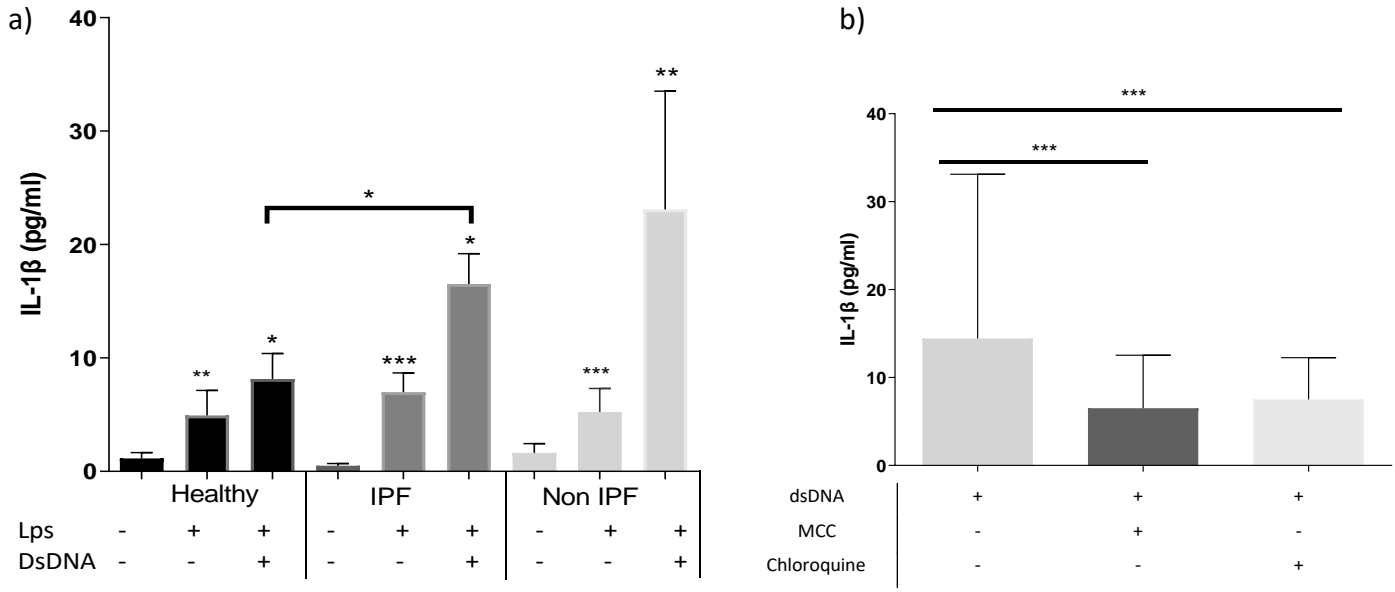 a)
40
30
20
10
0
IL-1β (pg/ml)
**
*
***
*
*
***
**
Healthy IPF Non IPF
Lps - + + - + + - + +
DsDNA - - + - - + - - +
b)
40
30
20
10
0
IL-1β (pg/ml)
***
***
dsDNA + + +
MCC - + -
Chloroquine - - +